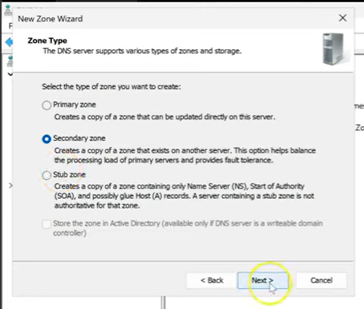 New Zone Wizard
Zone Type
The DNS server supports various types of zones and storage.
Select the type of zone you want to create:
Primary zone
Creates a copy of a zone that can be updated directly on this server.
Secondary zone
Creates a copy of a zone that exists on another server. This option helps balance
the processing load of primary servers and provides fault tolerance.
Stub zone
Creates a copy of a zone containing only Name Server (NS), Start of Authority
(SOA), and possibly glue Host (A) records. A server containing a stub zone is not
authoritative for that zone.
Store the zone in Active Directory (available only if DNS server is a writeable domain
controller)
< Back
Next >
Cancel